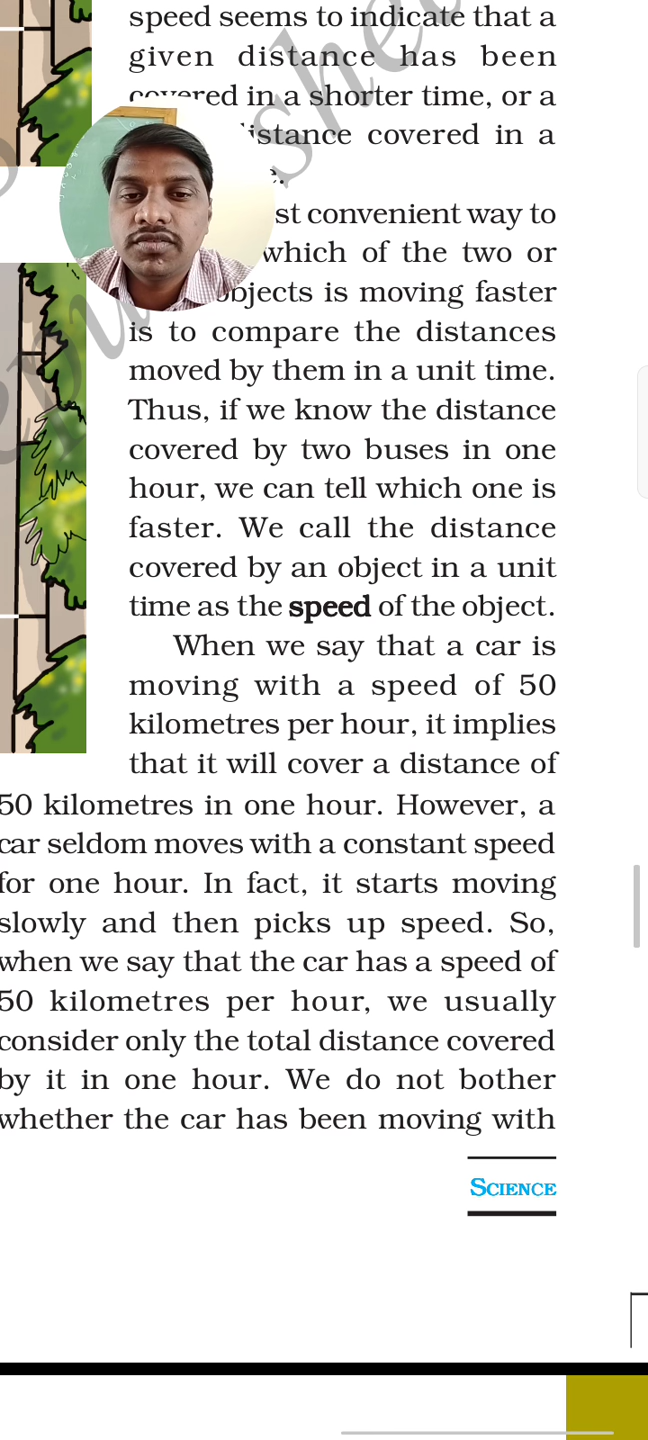 speed seems to indicate that a
given distance has been
covered in a shorter time, or a
distance covered in a
st convenient way to
which of the two or
objects is moving faster
is to compare the distances
moved by them in a unit time.
Thus, if we know the distance
covered by two buses in one
hour, we can tell which one is
faster. We call the distance
covered by an object in a unit
time as the speed of the object.
When we say that a car is
moving with a speed of 50
kilometres per hour, it implies
that it will cover a distance of
50 kilometres in one hour. However, a
car seldom moves with a constant speed
for one hour. In fact, it starts moving
slowly and then picks up speed. So,
when we say that the car has a speed of
50 kilometres per hour, we usually
consider only the total distance covered
by it in one hour. We do not bother
whether the car has been moving with
SCIENCE